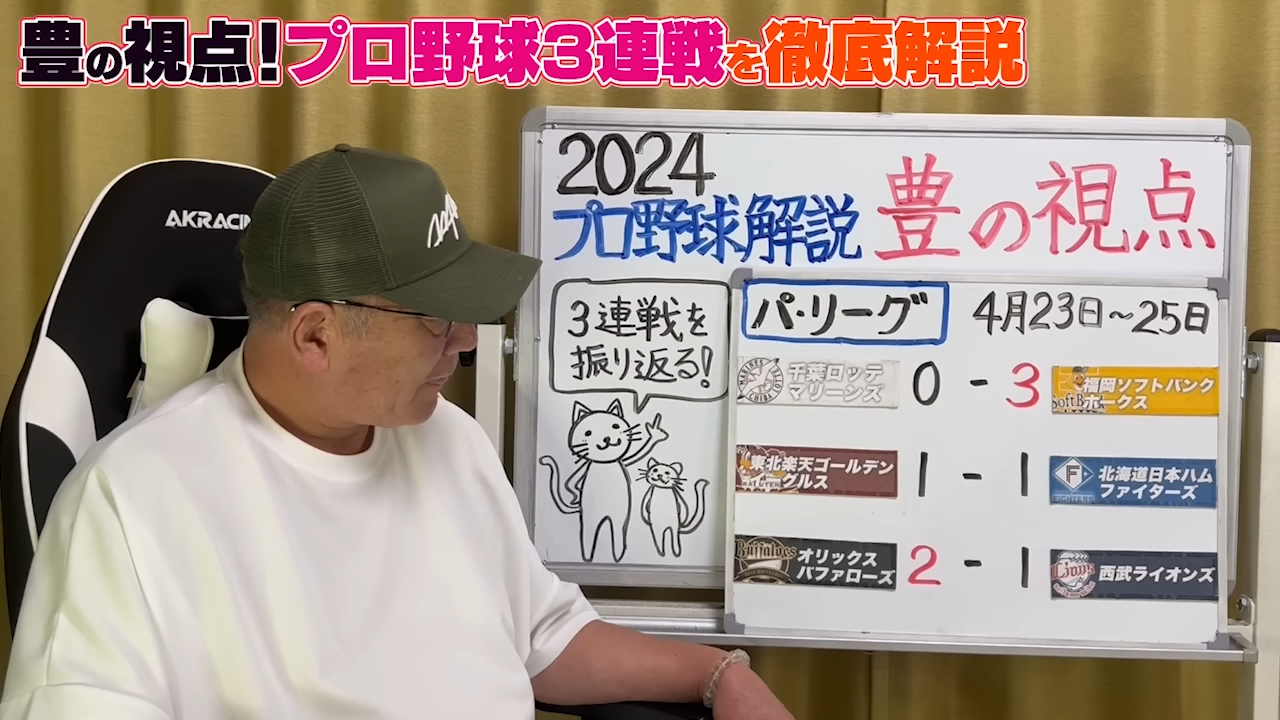 豊の視点!プロ野球3連戦を徹底解説
AKRACIN
2024
プロ野球解説 豊の視点
3連戦を
振り返る!
パ・リーグ 4月23日~25日
千葉ロッテ
マリーンズ
0 - 3
福岡ソフトバンク
ホークス
東北楽天ゴールデン
グルス
1 - 1
北海道日本ハム
ファイターズ
FIGHTERS
Buffaloes
オリックス
バファローズ
2 - 1
Lions
西武ライオンズ